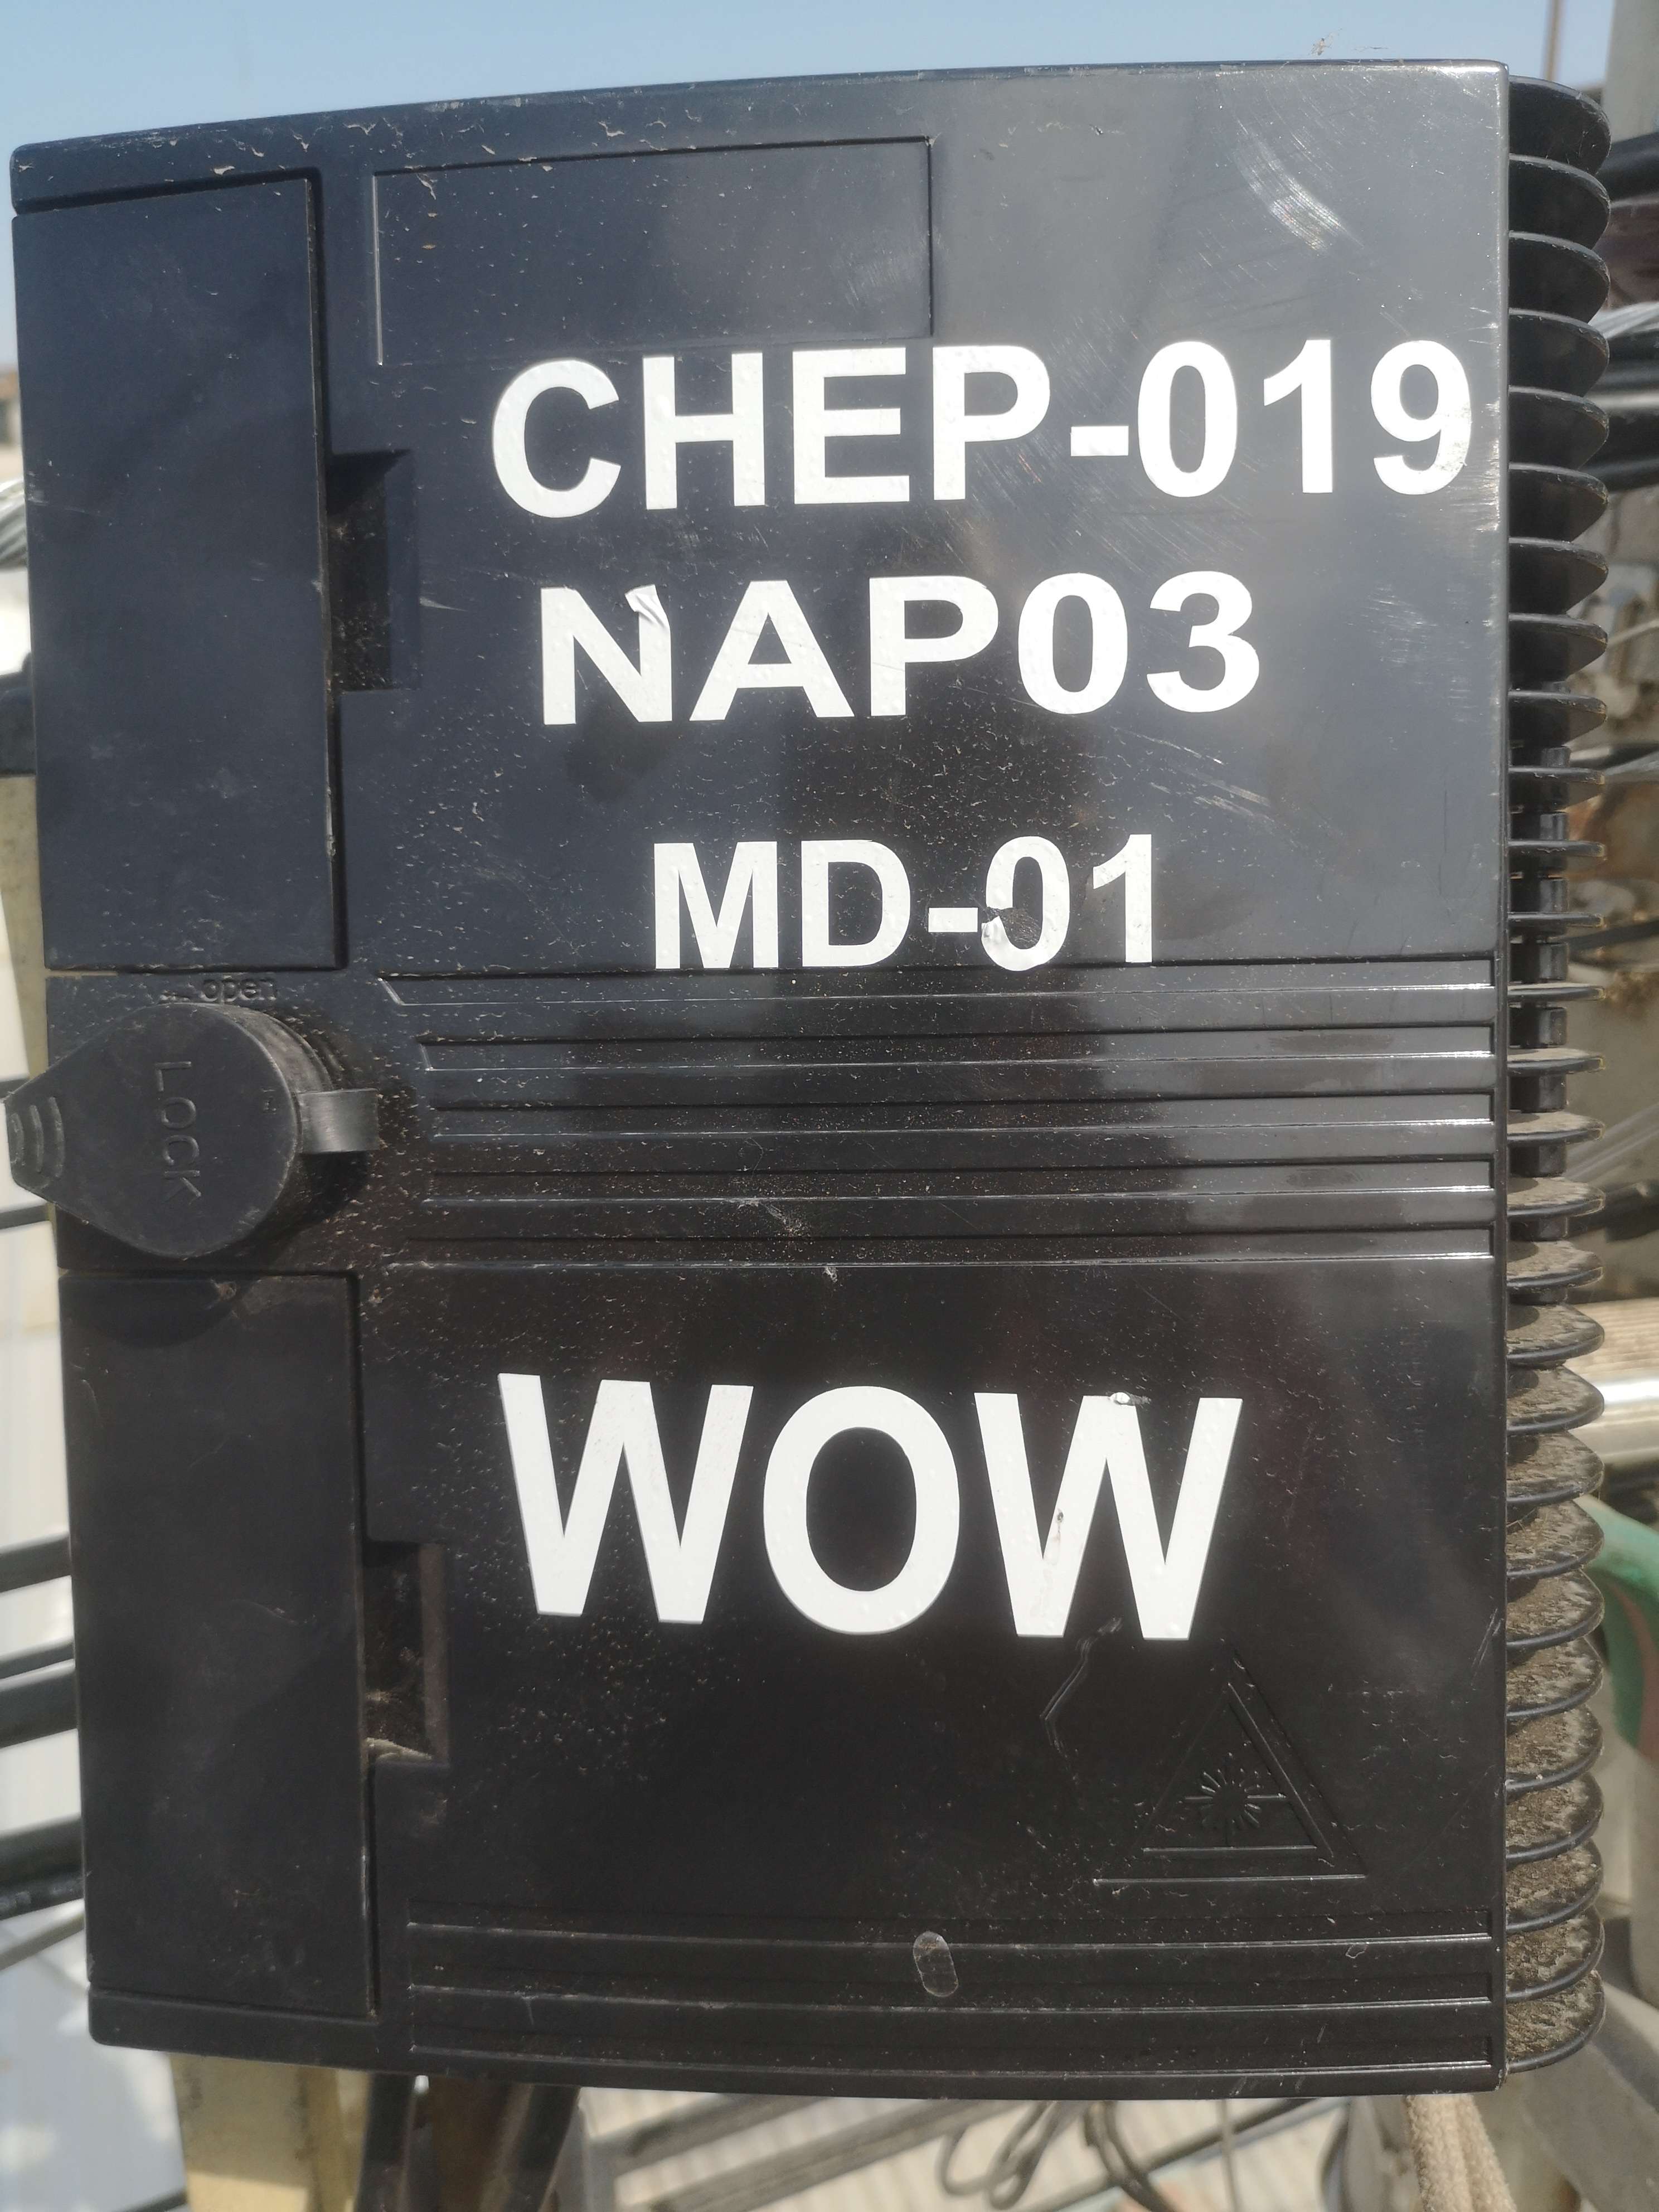 CHEP-019
NAP03
MD-01
open
LOCK
WOW